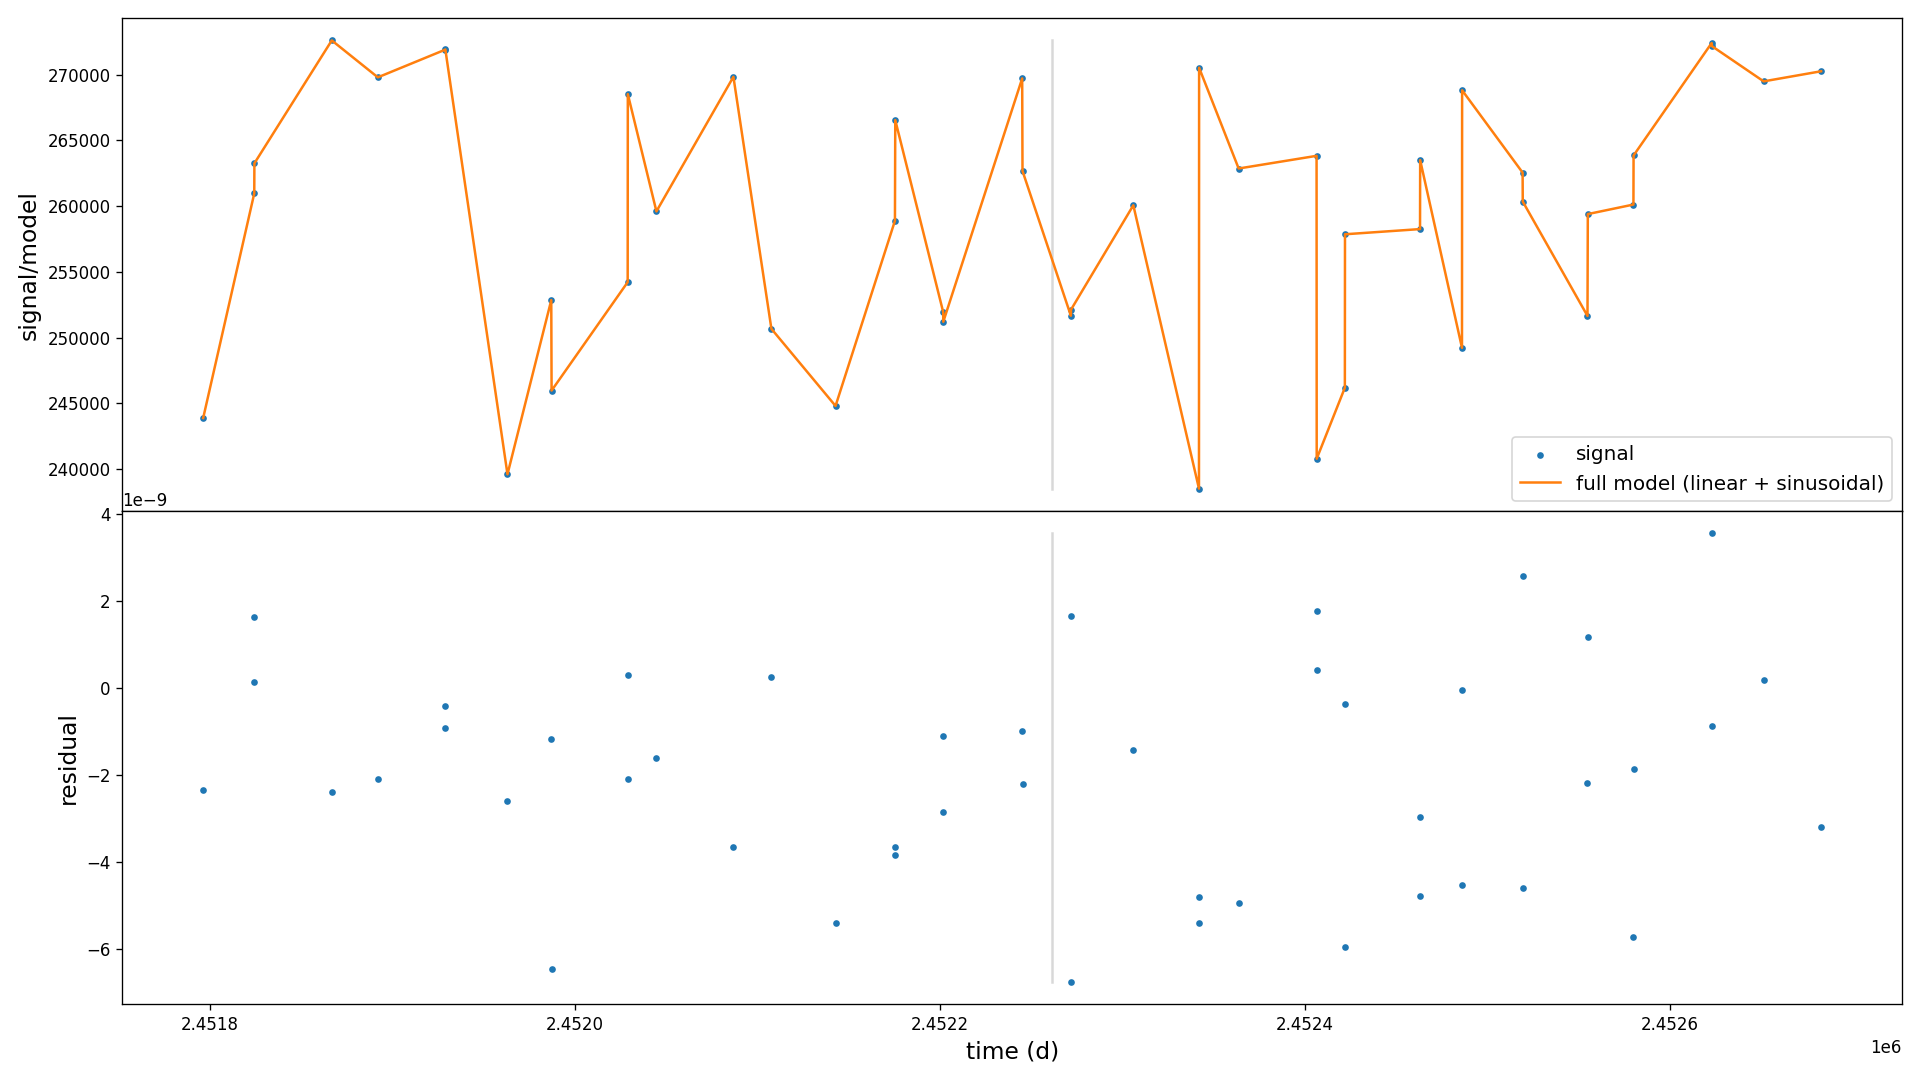 270000
265000
260000
255000
250000
245000
240000
signal/model
signal
full model (linear + sinusoidal)
1e−9
4
2
0
−2
−4
−6
residual
2.4518
2.4520
2.4522
2.4524
2.4526
time (d)
1e6